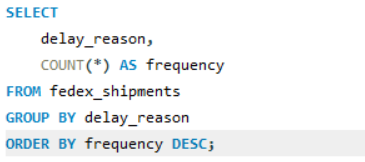 SELECT
    delay_reason,
    COUNT(*) AS frequency
FROM fedex_shipments
GROUP BY delay_reason
ORDER BY frequency DESC;